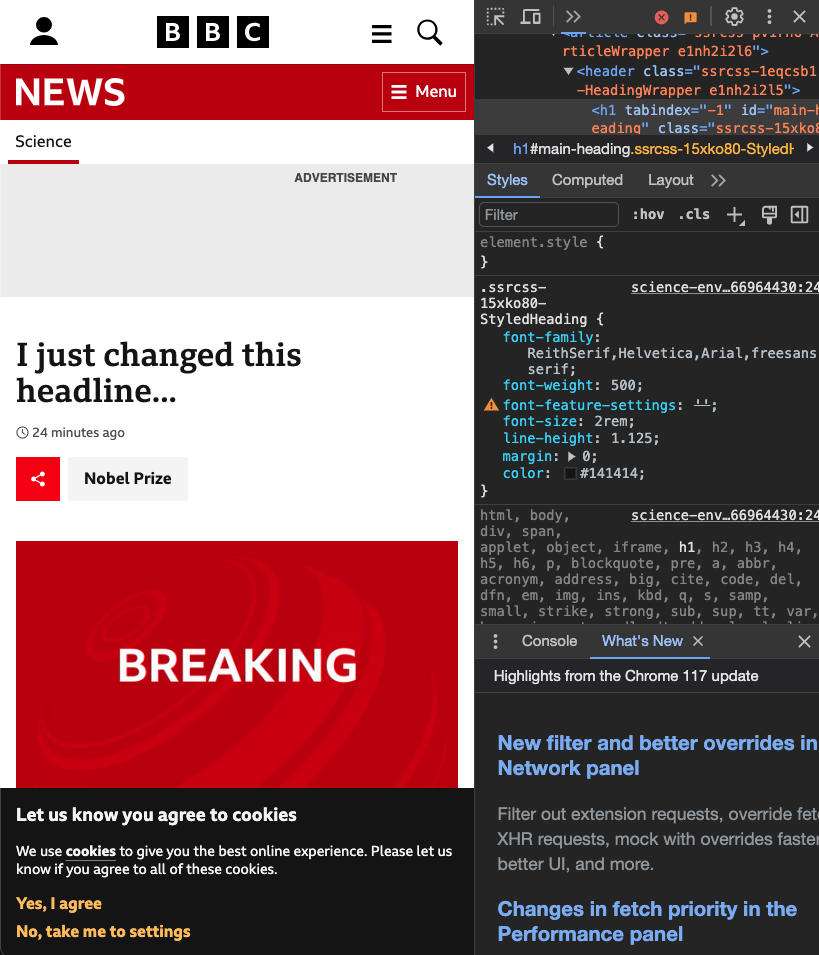 BBC
NEWS
Menu
Science
ADVERTISEMENT
I just changed this
headline...
24 minutes ago
Nobel Prize
BREAKING
Let us know you agree to cookies
We use cookies to give you the best online experience. Please let us
know if you agree to all of these cookies.
Yes, I agree
No, take me to settings
rticleWrapper e1nh2i2l6">
<header class="ssrcss-1eqcsb1
-HeadingWrapper e1nh2i2l5">
<h1 tabindex="-1" id="main-h
eading" class="ssrcss-15xko8
h1#main-heading.ssrcss-15xko80-StyledH
Styles Computed Layout
Filter :hov .cls
element.style {
}
.ssrcss- science-env…66964430:24
15xko80-
StyledHeading {
font-family:
ReithSerif,Helvetica,Arial,freesans
serif;
font-weight: 500;
font-feature-settings: '';
font-size: 2rem;
line-height: 1.125;
margin: 0;
color: #141414;
}
html, body, science-env…66964430:24
div, span,
applet, object, iframe, h1, h2, h3, h4,
h5, h6, p, blockquote, pre, a, abbr,
acronym, address, big, cite, code, del,
dfn, em, img, ins, kbd, q, s, samp,
small, strike, strong, sub, sup, tt, var,
Console What's New
Highlights from the Chrome 117 update
New filter and better overrides in
Network panel
Filter out extension requests, override fet
XHR requests, mock with overrides faster
better UI, and more.
Changes in fetch priority in the
Performance panel